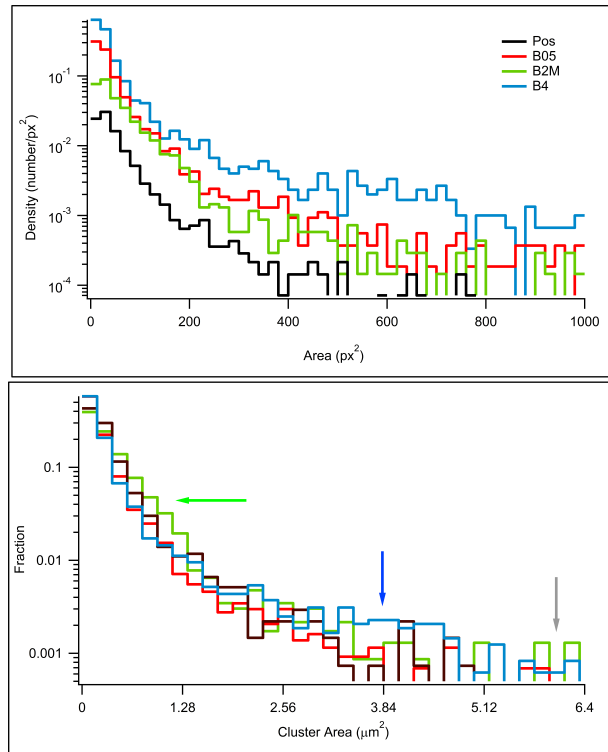 Density (number/px²)
10⁻¹
10⁻²
10⁻³
10⁻⁴
Pos
B05
B2M
B4
0 200 400 600 800 1000
Area (px²)
Fraction
0.1
0.01
0.001
0 1.28 2.56 3.84 5.12 6.4
Cluster Area (μm²)